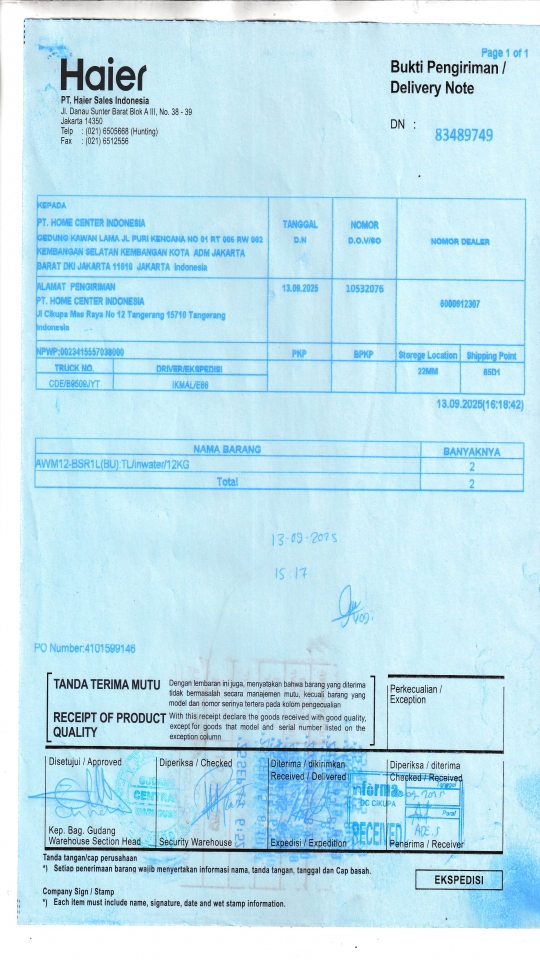 Page 1 of 1
Haier
Bukti Pengiriman /
Delivery Note
PT. Haier Sales Indonesia
Jl. Danau Sunter Barat Blok A III, No. 38 - 39
Jakarta 14350
Telp : (021) 6505668 (Hunting)
Fax : (021) 6512556
DN : 83489749
KEPADA
PT. HOME CENTER INDONESIA
GEDUNG KAWAN LAMA JL PURI KENCANA NO 01 RT 006 RW 002
KEMBANGAN SELATAN KEMBANGAN KOTA ADM JAKARTA
BARAT DKI JAKARTA 11610 JAKARTA Indonesia
TANGGAL
D.N
NOMOR
D.O.V/SO
NOMOR DEALER
ALAMAT PENGIRIMAN
PT. HOME CENTER INDONESIA
Jl Cikupa Mas Raya No 12 Tangerang 15710 Tangerang
Indonesia
13.09.2025
10532076
6000012307
NPWP:0023415557038000
PKP
BPKP
Storege Location
Shipping Point
TRUCK NO.
DRIVER/EKSPEDISI
22MM
65D1
CDE/B9509JYT
IKMAL/E66
13.09.2025(16:18:42)
NAMA BARANG
BANYAKNYA
AWM12-BSR1L(BU):TL/inwater/12KG
2
Total
2
13-09-2025
15:17
PO Number:4101599146
TANDA TERIMA MUTU
Dengan lembaran ini juga, menyatakan bahwa barang yang diterima
tidak bermasalah secara manajemen mutu, kecuali barang yang
model dan nomor serinya tertera pada kolom pengecualian
RECEIPT OF PRODUCT
QUALITY
With this receipt declare the goods received with good quality,
except for goods that model and serial number listed on the
exception column
Perkecualian /
Exception
Disetujui / Approved
Diperiksa / Checked
Diterima / dikirimkan
Received / Delivered
Diperiksa / diterima
Checked / Received
GUDANG
CENTRAL
informa
DC CIKUPA
RECEIVED
Tanggal
Paraf
Kep. Bag. Gudang
Warehouse Section Head
Security Warehouse
Expedisi / Expedition
Penerima / Receiver
Tanda tangan/cap perusahaan
*) Setiap penerimaan barang wajib menyertakan informasi nama, tanda tangan, tanggal dan Cap basah.
EKSPEDISI
Company Sign / Stamp
*) Each item must include name, signature, date and wet stamp information.